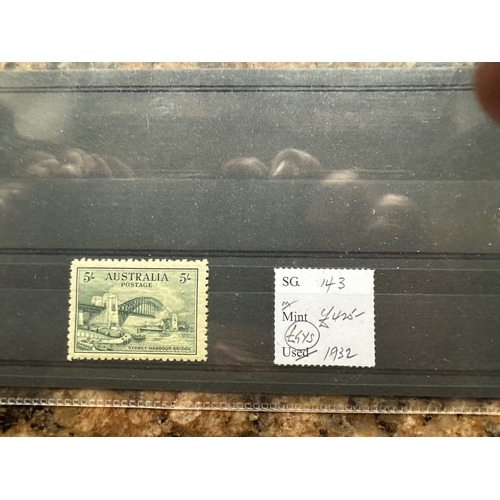 5/- AUSTRALIA 5/-
POSTAGE
SYDNEY HARBOUR BRIDGE
SG. 143
Mint £425-
Used 1932